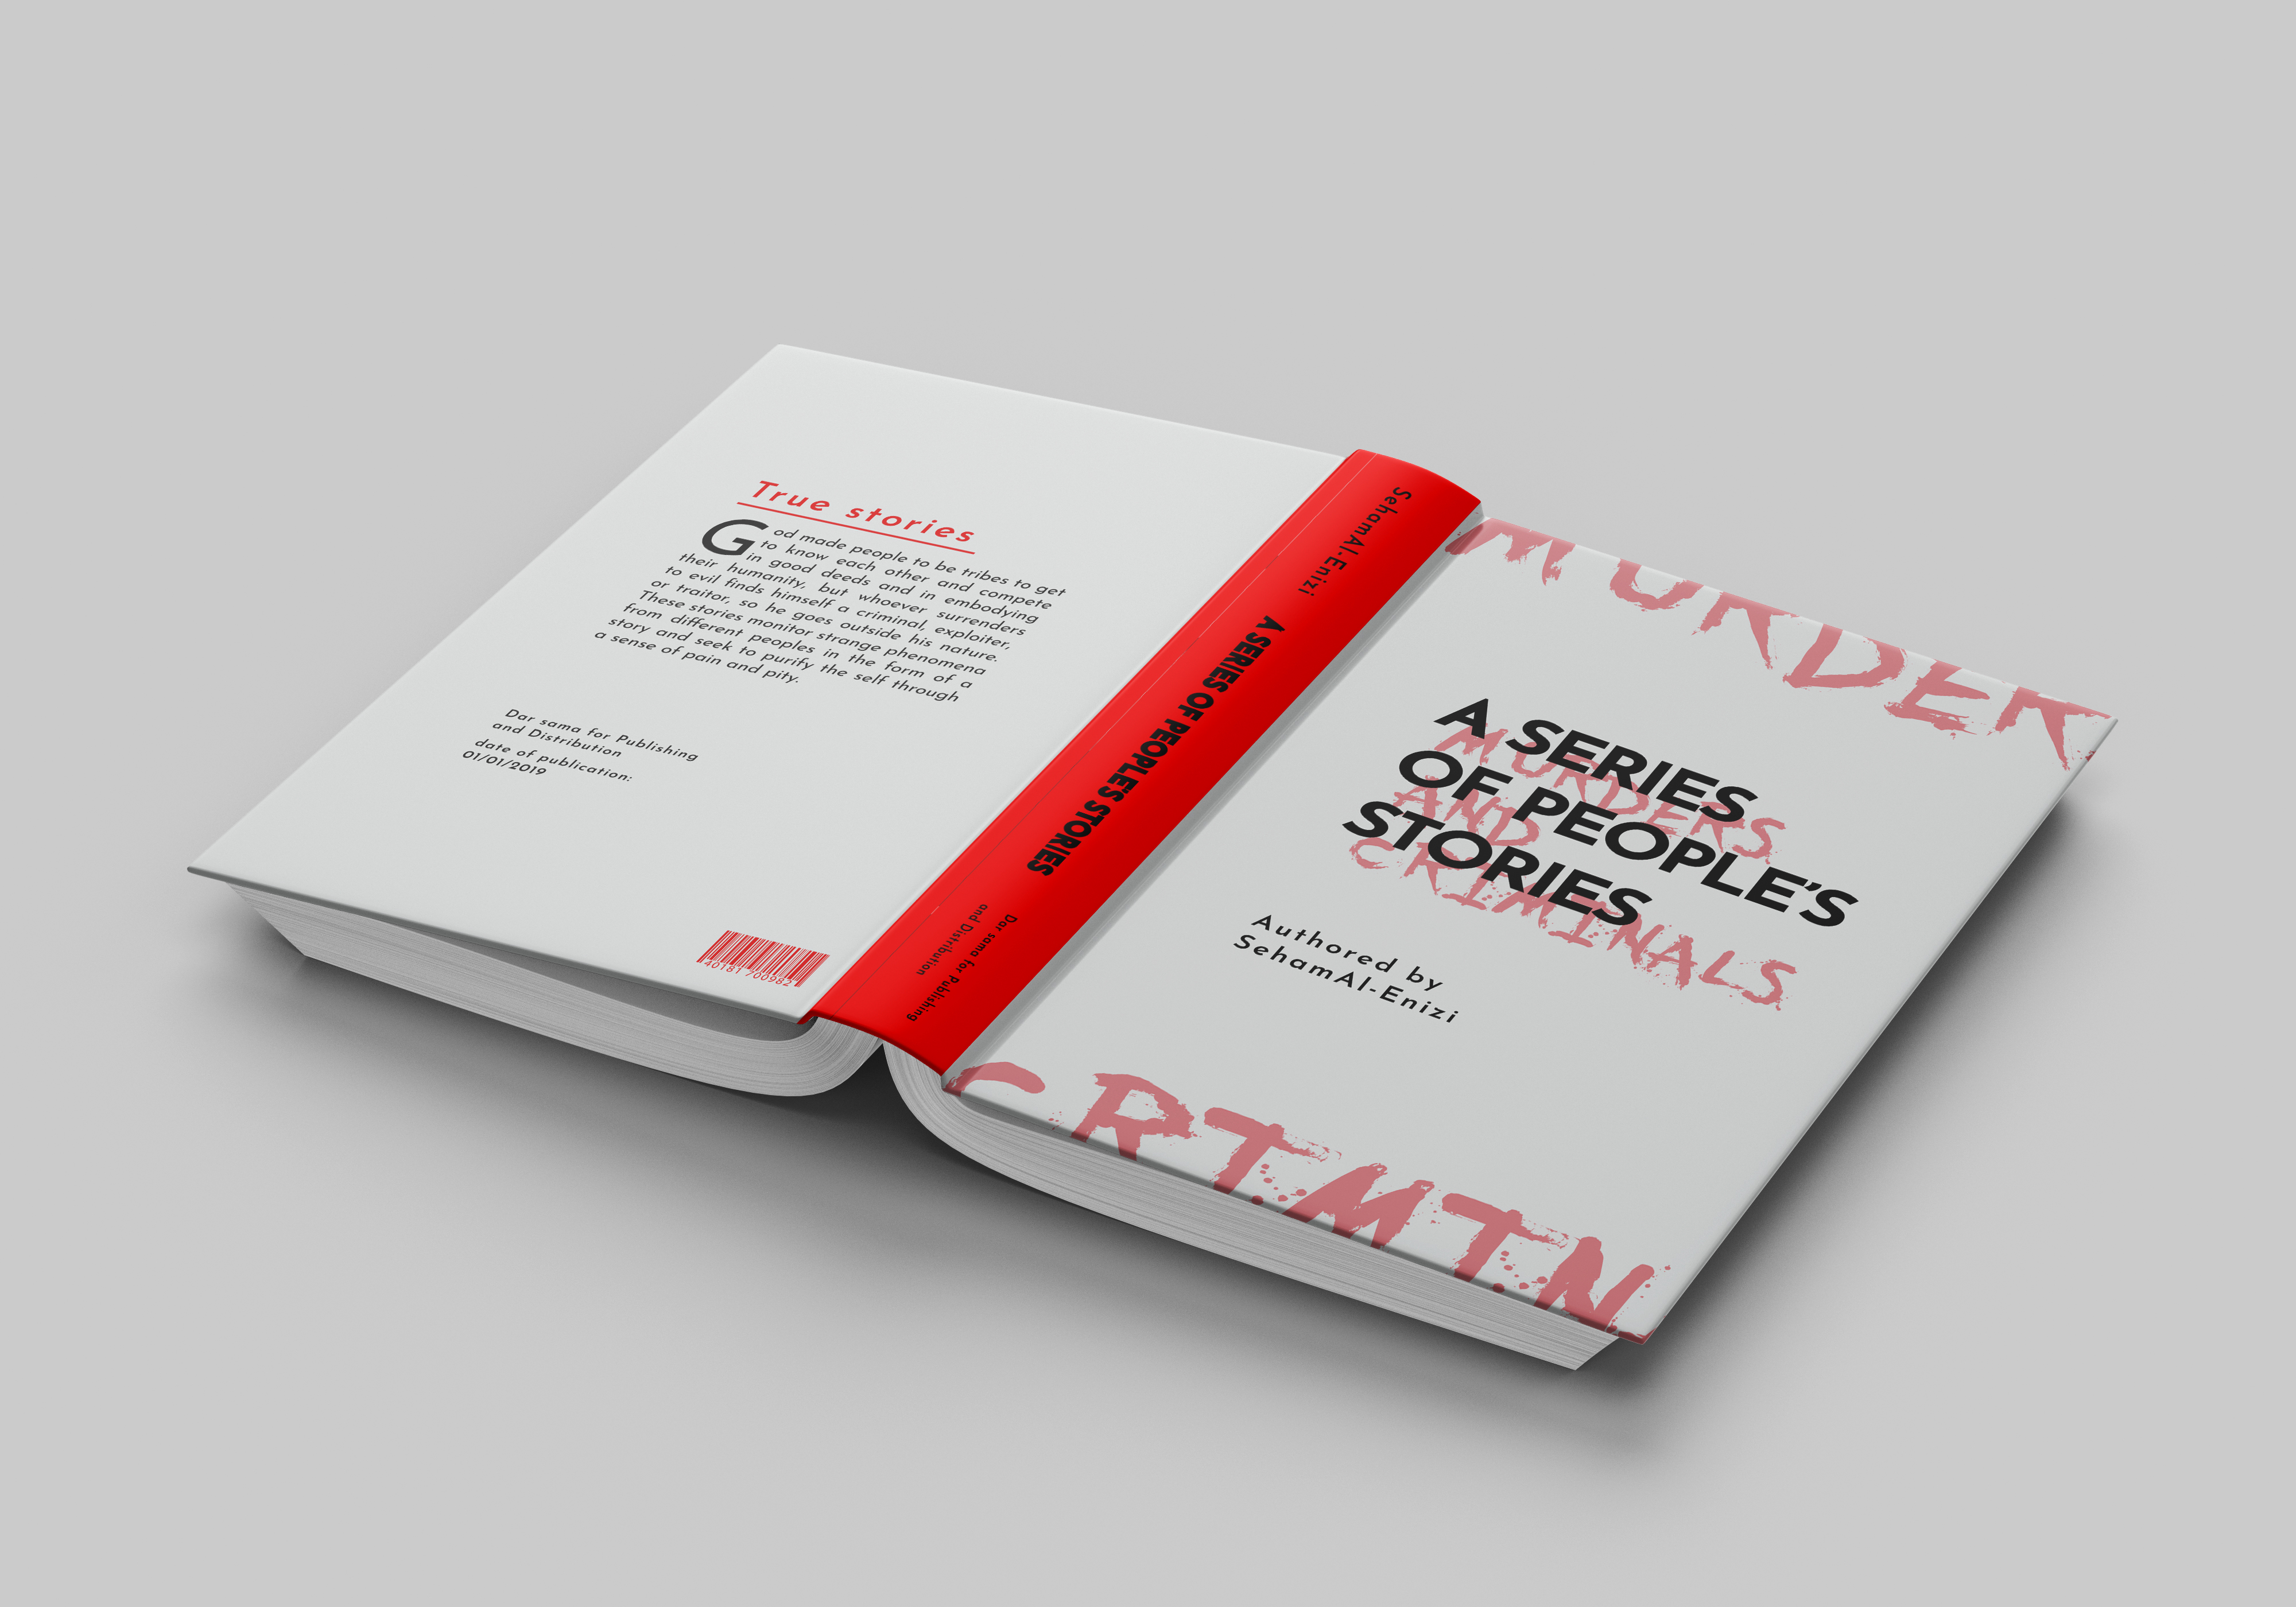 True stories
God made people to be tribes to get
to know each other and compete
in good deeds and in embodying
their humanity, but whoever surrenders
to evil finds himself a criminal, exploiter,
or traitor, so he goes outside his nature.
These stories monitor strange phenomena
from different peoples in the form of a
story and seek to purify the self through
a sense of pain and pity.
Dar sama for Publishing
and Distribution
date of publication:
01/01/2019
40181 700982
SehamAl-Enizi
A SERIES OF PEOPLE'S STORIES
Dar sama for Publishing
and Distribution
MURDER
A SERIES
OF PEOPLE'S
STORIES
MURDERS
AND
CRIMINALS
Authored by
SehamAl-Enizi
CRIMIN